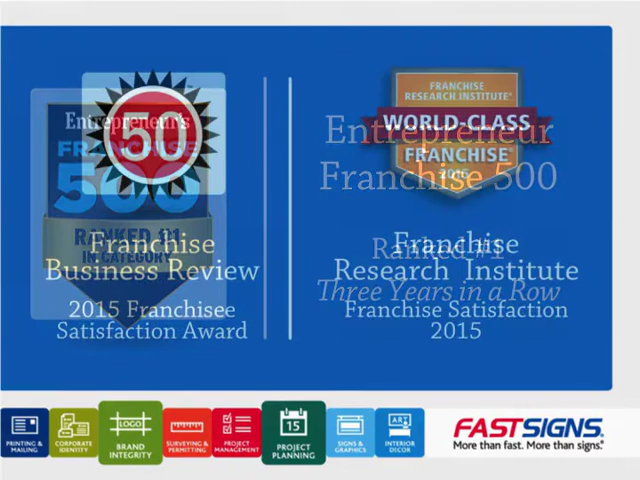 Entrepreneur's
FRANCHISE
500
RANKED #1
IN CATEGORY
50
Franchise
Business Review
2015 Franchisee
Satisfaction Award
FRANCHISE
RESEARCH INSTITUTE®
WORLD-CLASS
FRANCHISE®
2015
Entrepreneur
Franchise 500
Ranked #1
Three Years in a Row
Franchise
Research Institute
Franchise Satisfaction
2015
PRINTING &
MAILING
CORPORATE
IDENTITY
LOGO
BRAND
INTEGRITY
SURVEYING &
PERMITTING
PROJECT
MANAGEMENT
15
PROJECT
PLANNING
SIGNS &
GRAPHICS
ART
INTERIOR
DECOR
FASTSIGNS®
More than fast. More than signs.®